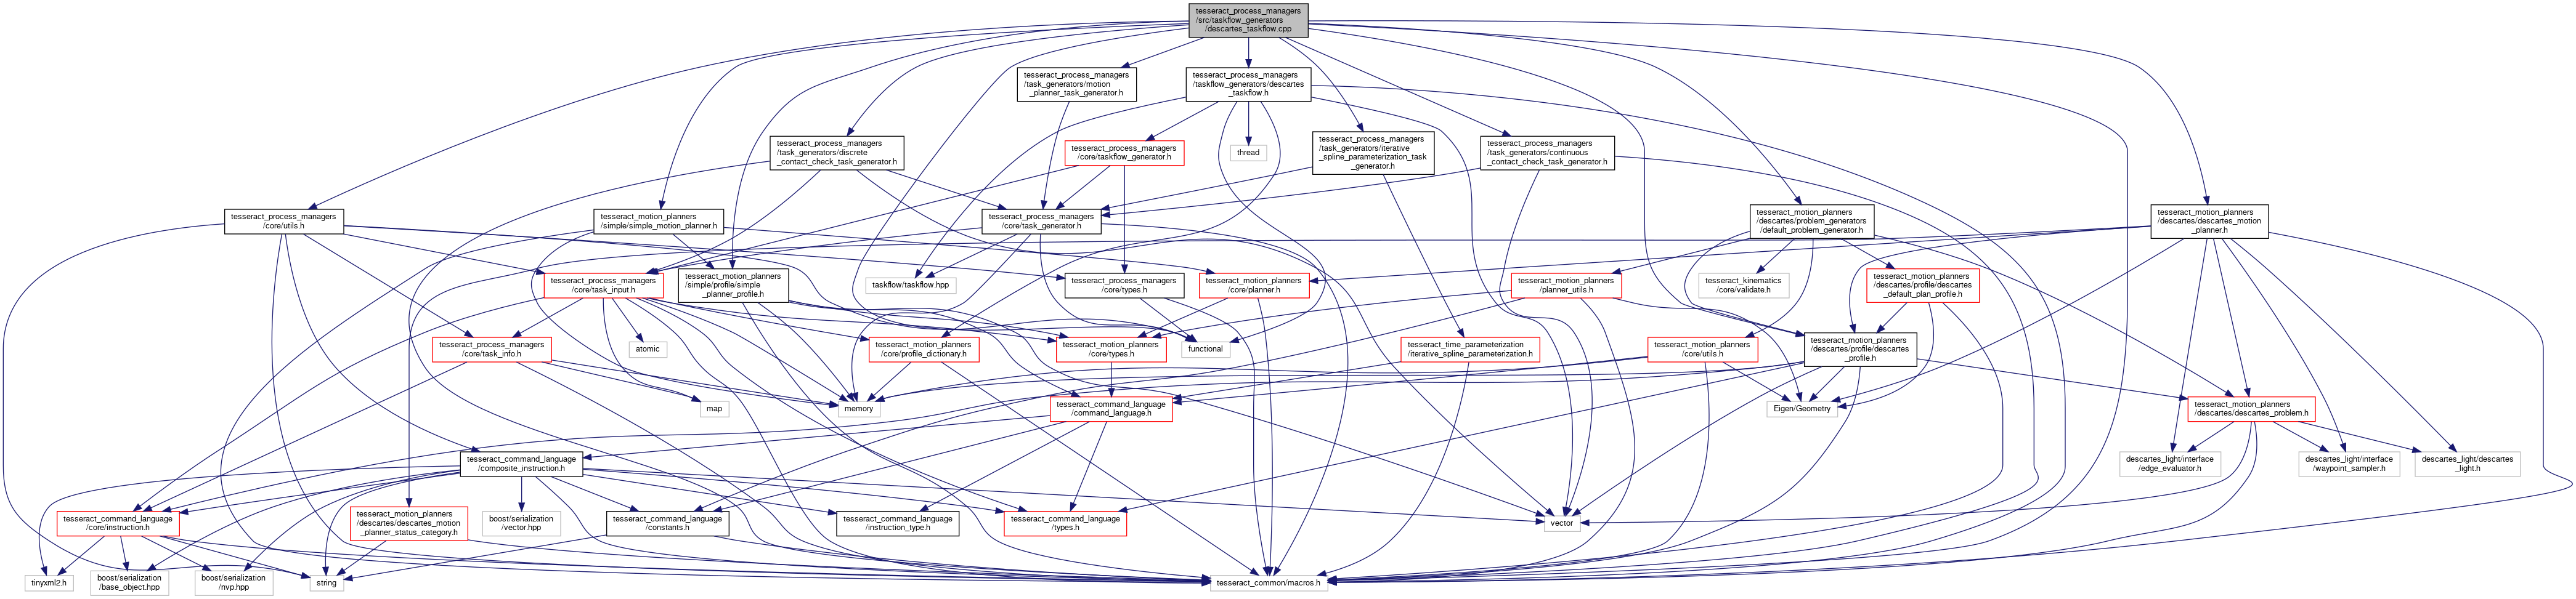 tesseract_process_managers
/src/taskflow_generators
/descartes_taskflow.cpp
tesseract_process_managers
/task_generators/motion
_planner_task_generator.h
tesseract_process_managers
/taskflow_generators/descartes
_taskflow.h
tesseract_process_managers
/task_generators/discrete
_contact_check_task_generator.h
tesseract_process_managers
/core/taskflow_generator.h
thread
tesseract_process_managers
/task_generators/iterative
_spline_parameterization_task
_generator.h
tesseract_process_managers
/task_generators/continuous
_contact_check_task_generator.h
tesseract_process_managers
/core/utils.h
tesseract_motion_planners
/simple/simple_motion_planner.h
tesseract_process_managers
/core/task_generator.h
tesseract_motion_planners
/descartes/problem_generators
/default_problem_generator.h
tesseract_motion_planners
/descartes/descartes_motion
_planner.h
tesseract_process_managers
/core/task_input.h
tesseract_motion_planners
/simple/profile/simple
_planner_profile.h
taskflow/taskflow.hpp
tesseract_process_managers
/core/types.h
tesseract_motion_planners
/core/planner.h
tesseract_motion_planners
/planner_utils.h
tesseract_kinematics
/core/validate.h
tesseract_motion_planners
/descartes/profile/descartes
_default_plan_profile.h
tesseract_process_managers
/core/task_info.h
atomic
tesseract_motion_planners
/core/profile_dictionary.h
tesseract_motion_planners
/core/types.h
functional
tesseract_time_parameterization
/iterative_spline_parameterization.h
tesseract_motion_planners
/core/utils.h
tesseract_motion_planners
/descartes/profile/descartes
_profile.h
map
memory
tesseract_command_language
/command_language.h
Eigen/Geometry
tesseract_motion_planners
/descartes/descartes_problem.h
tesseract_command_language
/composite_instruction.h
descartes_light/interface
/edge_evaluator.h
descartes_light/interface
/waypoint_sampler.h
descartes_light/descartes
_light.h
tesseract_command_language
/core/instruction.h
tesseract_motion_planners
/descartes/descartes_motion
_planner_status_category.h
boost/serialization
/vector.hpp
tesseract_command_language
/constants.h
tesseract_command_language
/instruction_type.h
tesseract_command_language
/types.h
vector
tinyxml2.h
boost/serialization
/base_object.hpp
boost/serialization
/nvp.hpp
string
tesseract_common/macros.h